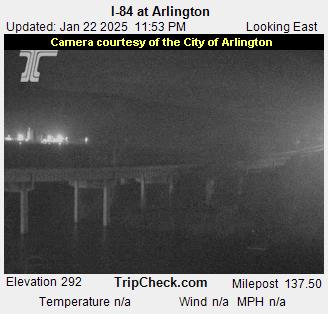 I-84 at Arlington
Updated: Jan 22 2025 11:53 PM Looking East
Camera courtesy of the City of Arlington
Elevation 292 TripCheck.com Milepost 137.50
Temperature n/a Wind n/a MPH n/a